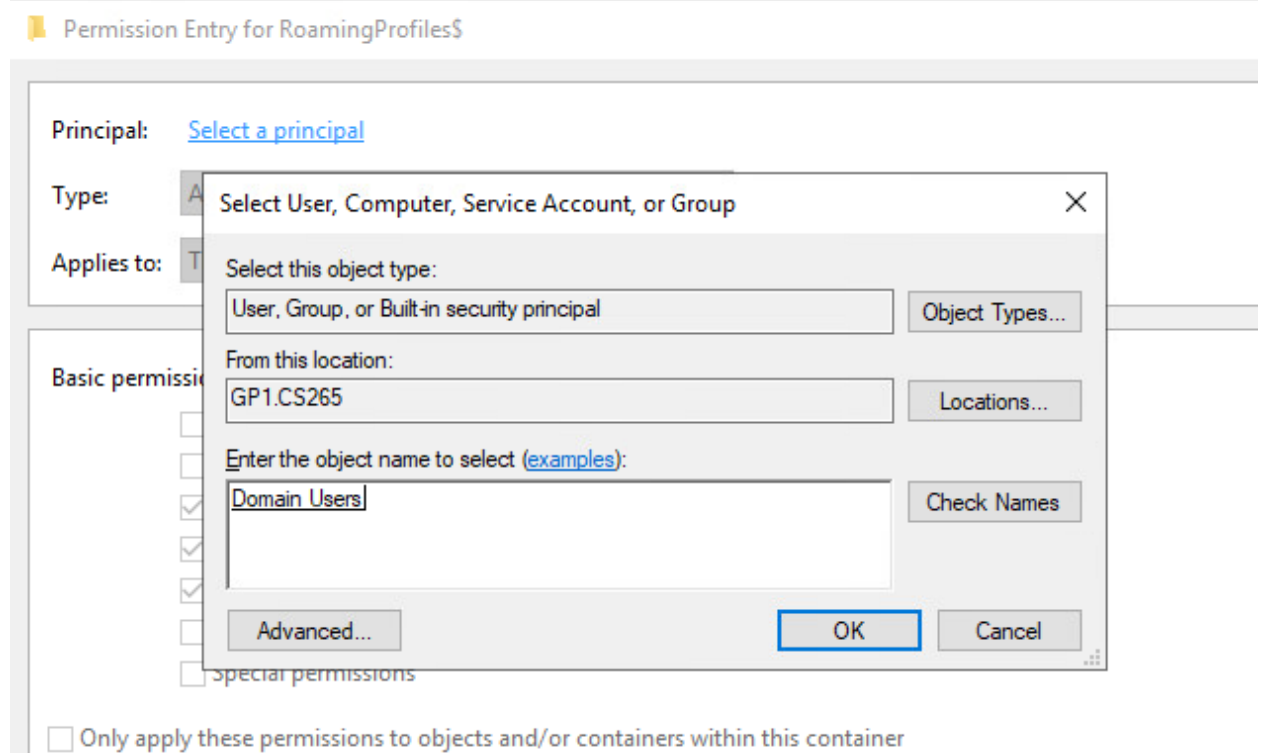 Permission Entry for RoamingProfiles$
Principal: Select a principal
Type: A
Select User, Computer, Service Account, or Group
Applies to: T
Select this object type:
User, Group, or Built-in security principal
Object Types...
From this location:
GP1.CS265
Locations...
Basic permissi
Enter the object name to select (examples):
Domain Users
Check Names
Advanced...
OK
Cancel
Special permissions
Only apply these permissions to objects and/or containers within this container